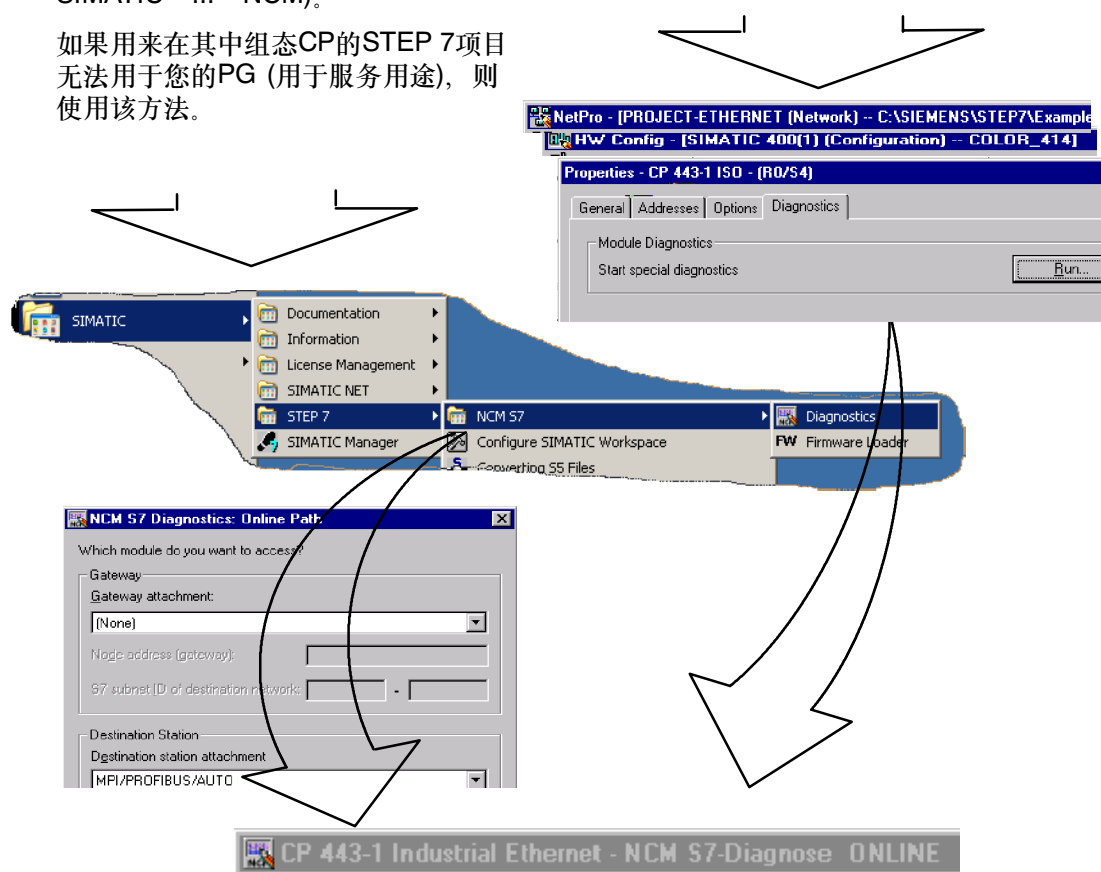 SIMATIC ... NCM)。
如果用来在其中组态CP的STEP 7项目
无法用于您的PG (用于服务用途)，则
使用该方法。
NetPro - [PROJECT-ETHERNET (Network) -- C:\SIEMENS\STEP7\Example
HW Config - [SIMATIC 400(1) (Configuration) -- COLOR_414]
Properties - CP 443-1 ISO - (R0/S4)
General Addresses Options Diagnostics
Module Diagnostics
Start special diagnostics Run...
SIMATIC
Documentation
Information
License Management
SIMATIC NET
STEP 7
SIMATIC Manager
NCM S7
Configure SIMATIC Workspace
Converting S5 Files
Diagnostics
FW Firmware Loader
NCM S7 Diagnostics: Online Path
Which module do you want to access?
Gateway
Gateway attachment:
(None)
Node address (gateway):
S7 subnet ID of destination network: -
Destination Station
Destination station attachment
MPI/PROFIBUS/AUTO
CP 443-1 Industrial Ethernet - NCM S7-Diagnose ONLINE